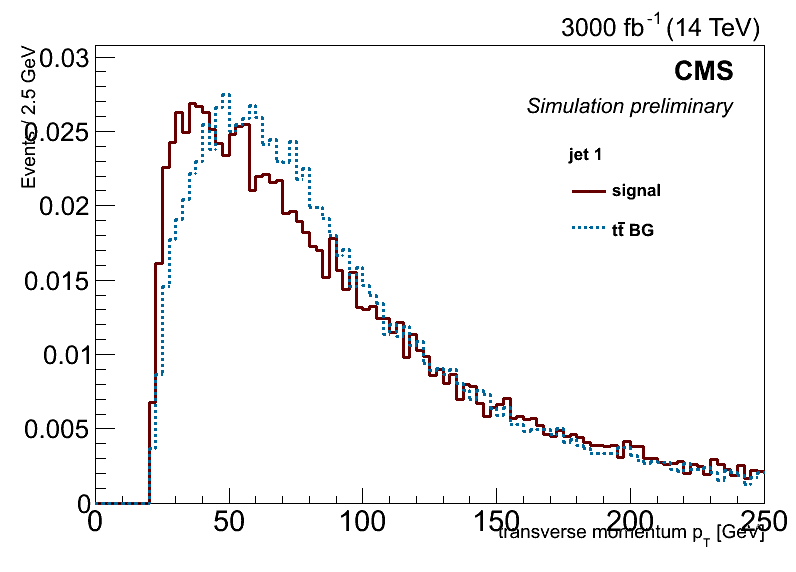 3000 fb⁻¹ (14 TeV)
Events / 2.5 GeV
CMS
Simulation preliminary
jet 1
signal
tt̄ BG
0.03
0.025
0.02
0.015
0.01
0.005
0
0 50 100 150 200 250
transverse momentum p_T [GeV]